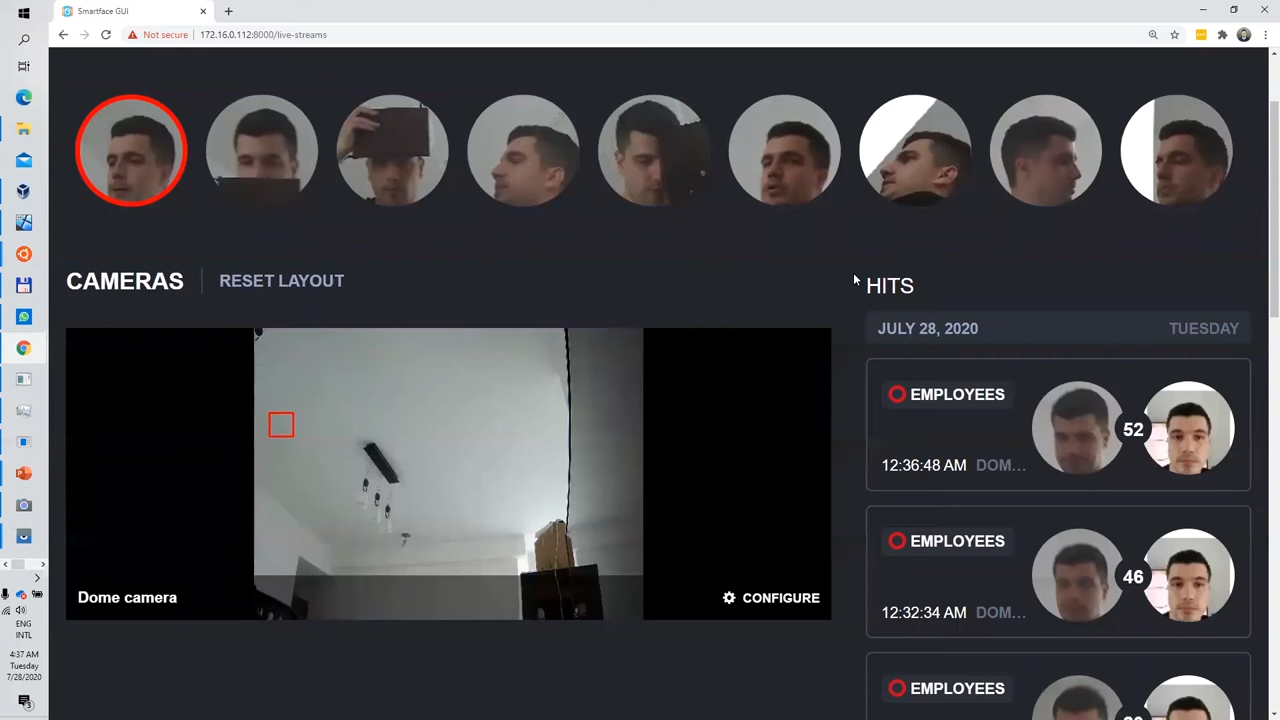 Smartface GUI
Not secure
172.16.0.112:8000/live-streams
CAMERAS
RESET LAYOUT
HITS
JULY 28, 2020
TUESDAY
EMPLOYEES
52
12:36:48 AM
DOM...
EMPLOYEES
46
12:32:34 AM
DOM...
EMPLOYEES
Dome camera
CONFIGURE
ENG
INTL
4:37 AM
Tuesday
7/28/2020